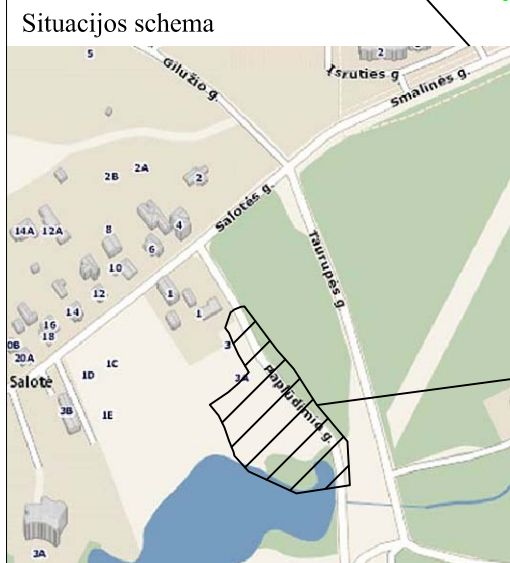 Situacijos schema
5
Gilužio g.
2
Įsruties g
Smalinės g.
2B
2A
2
14A
12A
8
4
Salotės g.
6
Taurupės g.
10
12
1
14
1
16
18
0B
20A
3
1C
1D
Salotė
3A
Paplūdimio g.
3B
1E
3A